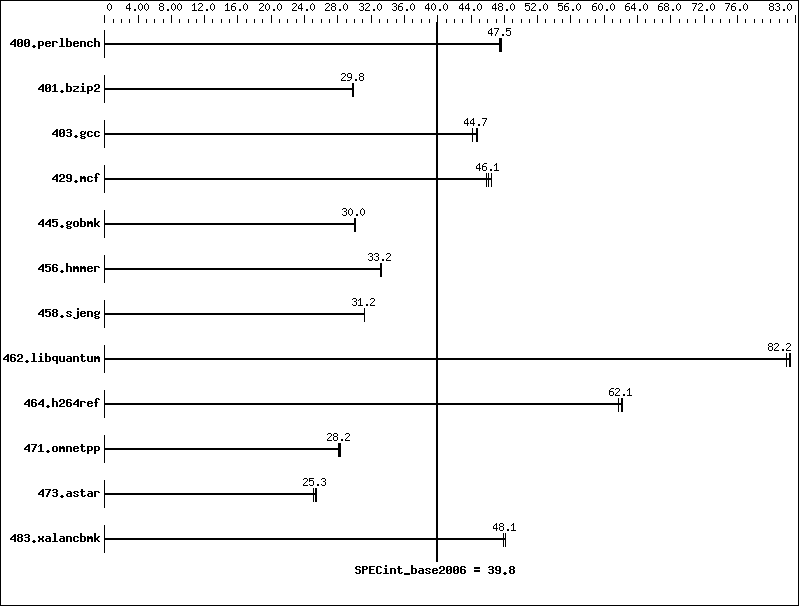 0 4.00 8.00 12.0 16.0 20.0 24.0 28.0 32.0 36.0 40.0 44.0 48.0 52.0 56.0 60.0 64.0 68.0 72.0 76.0 83.0
400.perlbench 47.5
401.bzip2 29.8
403.gcc 44.7
429.mcf 46.1
445.gobmk 30.0
456.hmmer 33.2
458.sjeng 31.2
462.libquantum 82.2
464.h264ref 62.1
471.omnetpp 28.2
473.astar 25.3
483.xalancbmk 48.1
SPECint_base2006 = 39.8